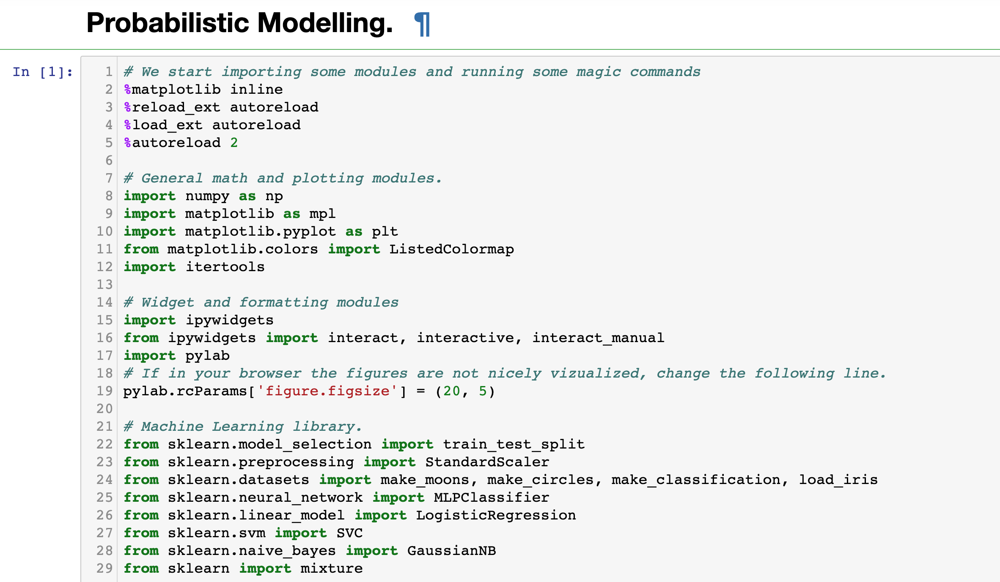 Probabilistic Modelling. ¶
In [1]:
1 # We start importing some modules and running some magic commands
2 %matplotlib inline
3 %reload_ext autoreload
4 %load_ext autoreload
5 %autoreload 2
6
7 # General math and plotting modules.
8 import numpy as np
9 import matplotlib as mpl
10 import matplotlib.pyplot as plt
11 from matplotlib.colors import ListedColormap
12 import itertools
13
14 # Widget and formatting modules
15 import ipywidgets
16 from ipywidgets import interact, interactive, interact_manual
17 import pylab
18 # If in your browser the figures are not nicely vizualized, change the following line.
19 pylab.rcParams['figure.figsize'] = (20, 5)
20
21 # Machine Learning library.
22 from sklearn.model_selection import train_test_split
23 from sklearn.preprocessing import StandardScaler
24 from sklearn.datasets import make_moons, make_circles, make_classification, load_iris
25 from sklearn.neural_network import MLPClassifier
26 from sklearn.linear_model import LogisticRegression
27 from sklearn.svm import SVC
28 from sklearn.naive_bayes import GaussianNB
29 from sklearn import mixture